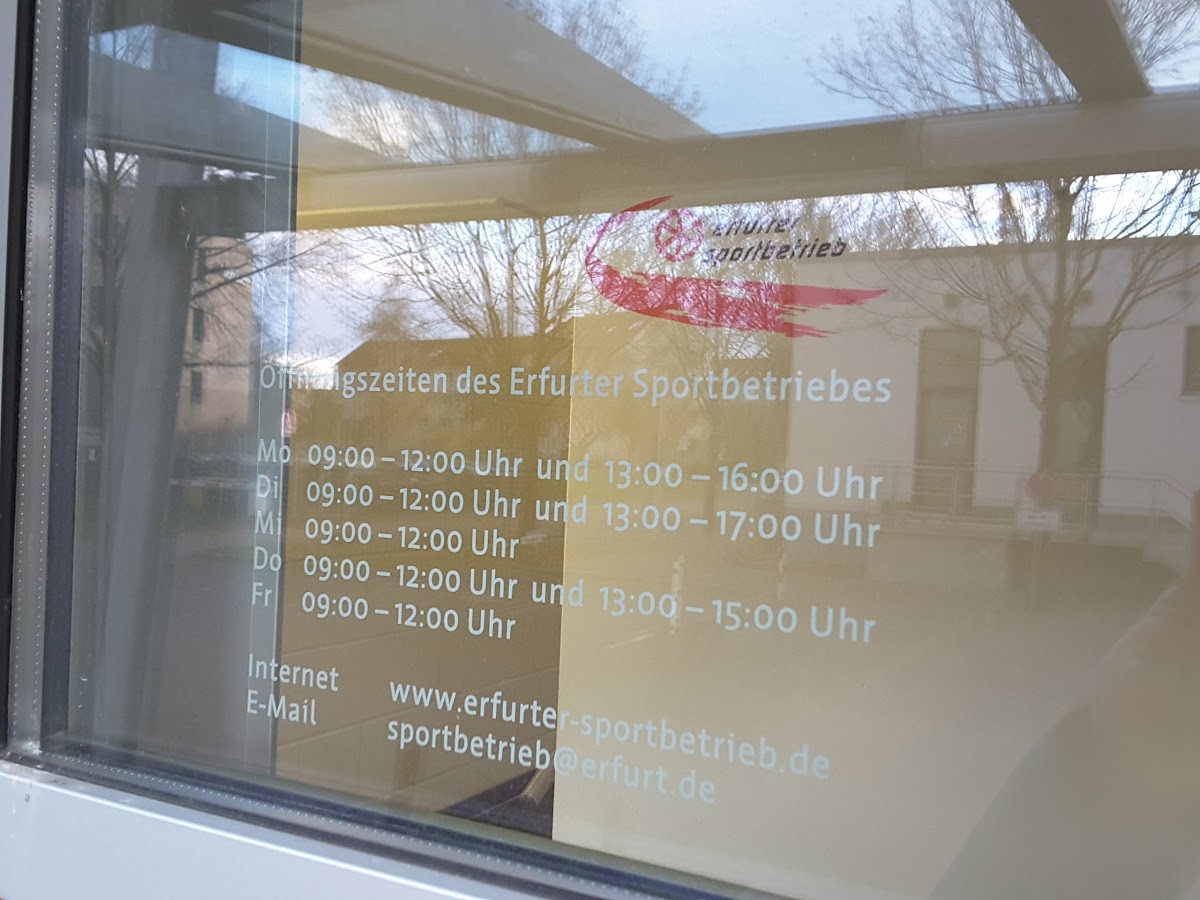 erfurter
sportbetrieb
Öffnungszeiten des Erfurter Sportbetriebes
Mo 09:00 – 12:00 Uhr und 13:00 – 16:00 Uhr
Di 09:00 – 12:00 Uhr und 13:00 – 17:00 Uhr
Mi 09:00 – 12:00 Uhr
Do 09:00 – 12:00 Uhr und 13:00 – 15:00 Uhr
Fr 09:00 – 12:00 Uhr
Internet www.erfurter-sportbetrieb.de
E-Mail sportbetrieb@erfurt.de